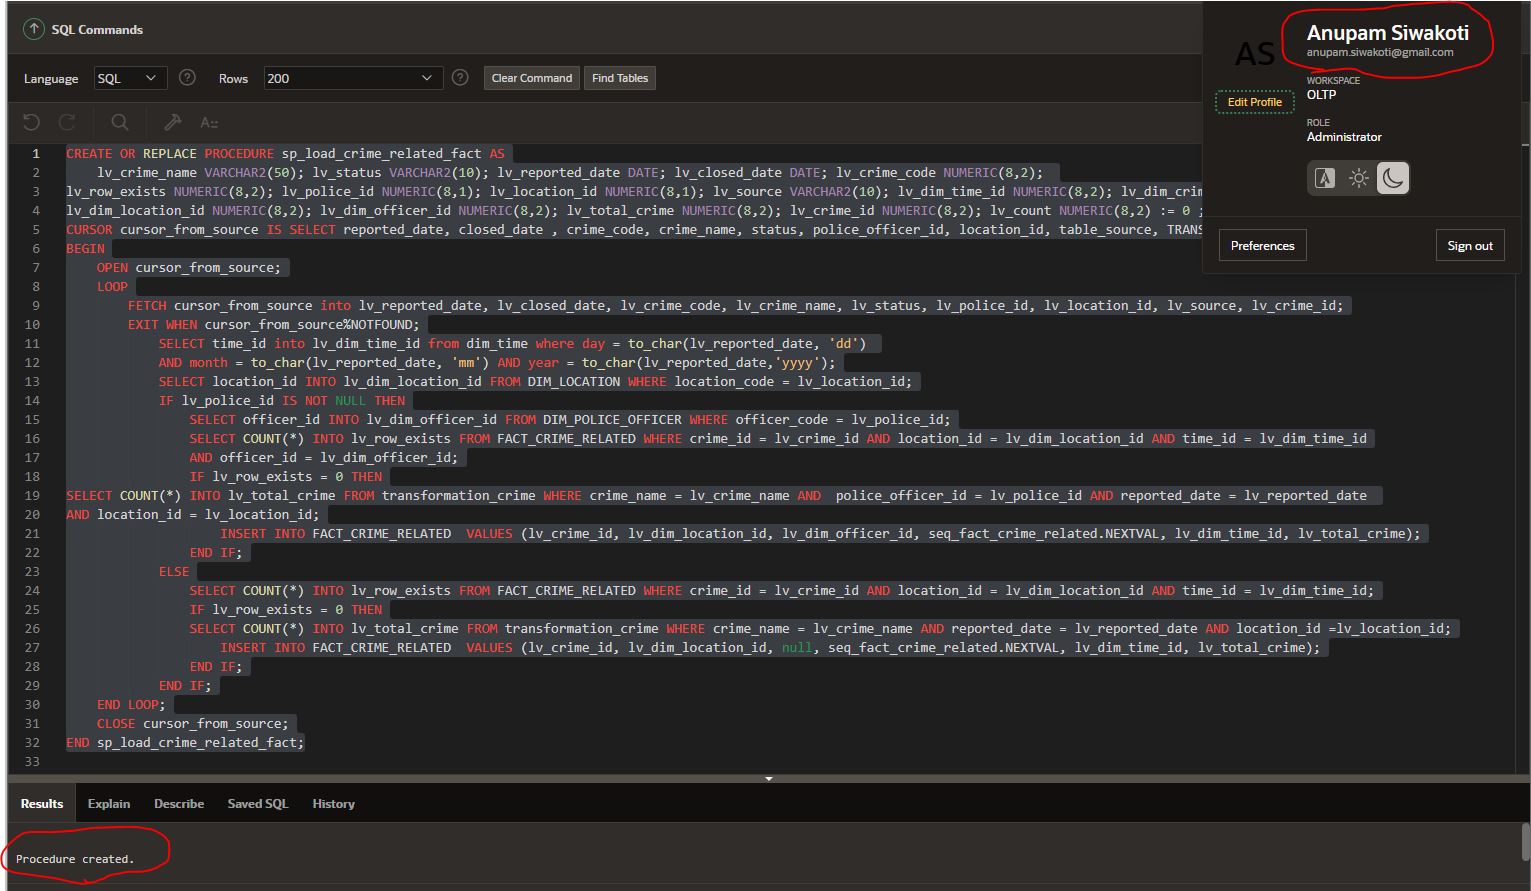 SQL Commands
Anupam Siwakoti
AS
anupam.siwakoti@gmail.com
WORKSPACE
OLTP
Edit Profile
ROLE
Administrator
Preferences
Sign out
Language
SQL
Rows
200
Clear Command
Find Tables
1 CREATE OR REPLACE PROCEDURE sp_load_crime_related_fact AS
2 lv_crime_name VARCHAR2(50); lv_status VARCHAR2(10); lv_reported_date DATE; lv_closed_date DATE; lv_crime_code NUMERIC(8,2);
3 lv_row_exists NUMERIC(8,2); lv_police_id NUMERIC(8,1); lv_location_id NUMERIC(8,1); lv_source VARCHAR2(10); lv_dim_time_id NUMERIC(8,2); lv_dim_crim
4 lv_dim_location_id NUMERIC(8,2); lv_dim_officer_id NUMERIC(8,2); lv_total_crime NUMERIC(8,2); lv_crime_id NUMERIC(8,2); lv_count NUMERIC(8,2) := 0 ;
5 CURSOR cursor_from_source IS SELECT reported_date, closed_date , crime_code, crime_name, status, police_officer_id, location_id, table_source, TRANS
6 BEGIN
7 OPEN cursor_from_source;
8 LOOP
9 FETCH cursor_from_source into lv_reported_date, lv_closed_date, lv_crime_code, lv_crime_name, lv_status, lv_police_id, lv_location_id, lv_source, lv_crime_id;
10 EXIT WHEN cursor_from_source%NOTFOUND;
11 SELECT time_id into lv_dim_time_id from dim_time where day = to_char(lv_reported_date, 'dd')
12 AND month = to_char(lv_reported_date, 'mm') AND year = to_char(lv_reported_date,'yyyy');
13 SELECT location_id INTO lv_dim_location_id FROM DIM_LOCATION WHERE location_code = lv_location_id;
14 IF lv_police_id IS NOT NULL THEN
15 SELECT officer_id INTO lv_dim_officer_id FROM DIM_POLICE_OFFICER WHERE officer_code = lv_police_id;
16 SELECT COUNT(*) INTO lv_row_exists FROM FACT_CRIME_RELATED WHERE crime_id = lv_crime_id AND location_id = lv_dim_location_id AND time_id = lv_dim_time_id
17 AND officer_id = lv_dim_officer_id;
18 IF lv_row_exists = 0 THEN
19 SELECT COUNT(*) INTO lv_total_crime FROM transformation_crime WHERE crime_name = lv_crime_name AND police_officer_id = lv_police_id AND reported_date = lv_reported_date
20 AND location_id = lv_location_id;
21 INSERT INTO FACT_CRIME_RELATED VALUES (lv_crime_id, lv_dim_location_id, lv_dim_officer_id, seq_fact_crime_related.NEXTVAL, lv_dim_time_id, lv_total_crime);
22 END IF;
23 ELSE
24 SELECT COUNT(*) INTO lv_row_exists FROM FACT_CRIME_RELATED WHERE crime_id = lv_crime_id AND location_id = lv_dim_location_id AND time_id = lv_dim_time_id;
25 IF lv_row_exists = 0 THEN
26 SELECT COUNT(*) INTO lv_total_crime FROM transformation_crime WHERE crime_name = lv_crime_name AND reported_date = lv_reported_date AND location_id =lv_location_id;
27 INSERT INTO FACT_CRIME_RELATED VALUES (lv_crime_id, lv_dim_location_id, null, seq_fact_crime_related.NEXTVAL, lv_dim_time_id, lv_total_crime);
28 END IF;
29 END IF;
30 END LOOP;
31 CLOSE cursor_from_source;
32 END sp_load_crime_related_fact;
33
Results Explain Describe Saved SQL History
Procedure created.